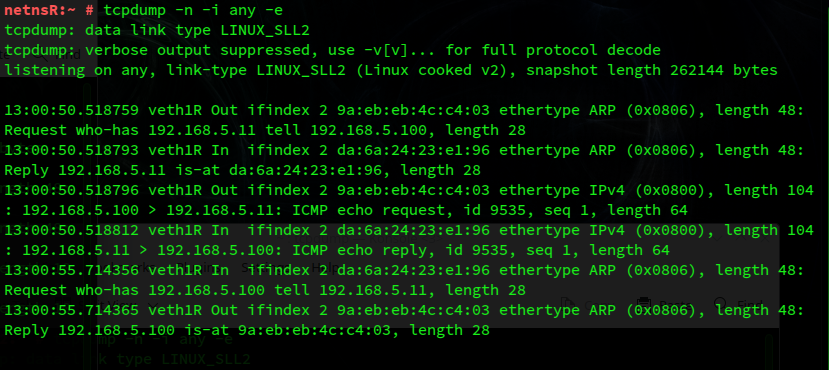 netnsR:~ # tcpdump -n -i any -e
tcpdump: data link type LINUX_SLL2
tcpdump: verbose output suppressed, use -v[v]... for full protocol decode
listening on any, link-type LINUX_SLL2 (Linux cooked v2), snapshot length 262144 bytes
13:00:50.518759 veth1R Out ifindex 2 9a:eb:eb:4c:c4:03 ethertype ARP (0x0806), length 48:
Request who-has 192.168.5.11 tell 192.168.5.100, length 28
13:00:50.518793 veth1R In  ifindex 2 da:6a:24:23:e1:96 ethertype ARP (0x0806), length 48:
Reply 192.168.5.11 is-at da:6a:24:23:e1:96, length 28
13:00:50.518796 veth1R Out ifindex 2 9a:eb:eb:4c:c4:03 ethertype IPv4 (0x0800), length 104
: 192.168.5.100 > 192.168.5.11: ICMP echo request, id 9535, seq 1, length 64
13:00:50.518812 veth1R In  ifindex 2 da:6a:24:23:e1:96 ethertype IPv4 (0x0800), length 104
: 192.168.5.11 > 192.168.5.100: ICMP echo reply, id 9535, seq 1, length 64
13:00:55.714356 veth1R In  ifindex 2 da:6a:24:23:e1:96 ethertype ARP (0x0806), length 48:
Request who-has 192.168.5.100 tell 192.168.5.11, length 28
13:00:55.714365 veth1R Out ifindex 2 9a:eb:eb:4c:c4:03 ethertype ARP (0x0806), length 48:
Reply 192.168.5.100 is-at 9a:eb:eb:4c:c4:03, length 28